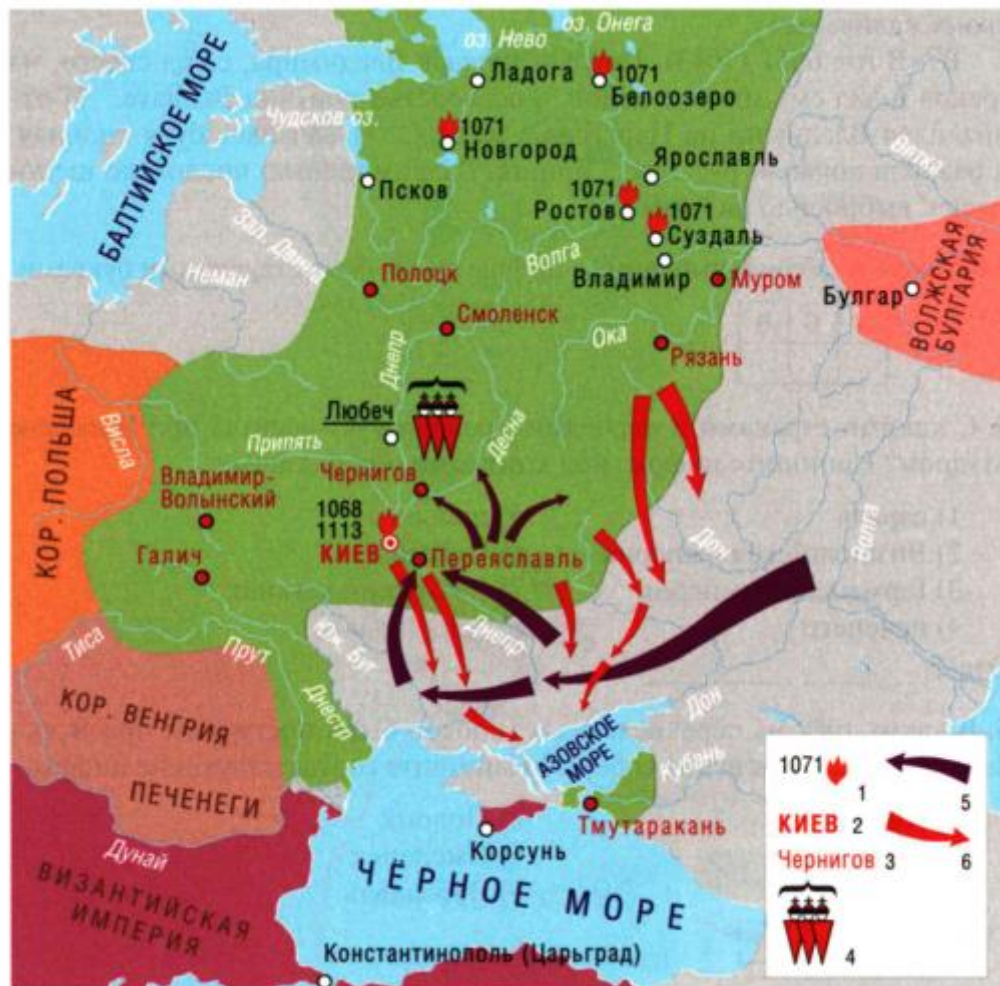 оз. Нево
оз. Онега
1071
Ладога
Белоозеро
БАЛТИЙСКОЕ МОРЕ
Чудсков оз.
1071
Новгород
Псков
Ярославль
1071
Ростов
1071
Суздаль
Вятка
Зап. Двина
Неман
Волга
Владимир
Полоцк
Муром
Булгар
ВОЛЖСКАЯ
БУЛГАРИЯ
Смоленск
Ока
Рязань
Днепр
КОР. ПОЛЬША
Висла
Любеч
Десна
Припять
Чернигов
Владимир-
Волынский
1068
1113
КИЕВ
Переяславль
Галич
Дон
Волга
Тиса
Прут
Юж. Буг
Днепр
Днестр
Дон
КОР. ВЕНГРИЯ
ПЕЧЕНЕГИ
АЗОВСКОЕ
МОРЕ
Кубань
Тмутаракань
Дунай
Корсунь
ВИЗАНТИЙСКАЯ
ИМПЕРИЯ
ЧЁРНОЕ МОРЕ
Константинополь (Царьград)
1071 1
5
КИЕВ 2
Чернигов 3
6
4